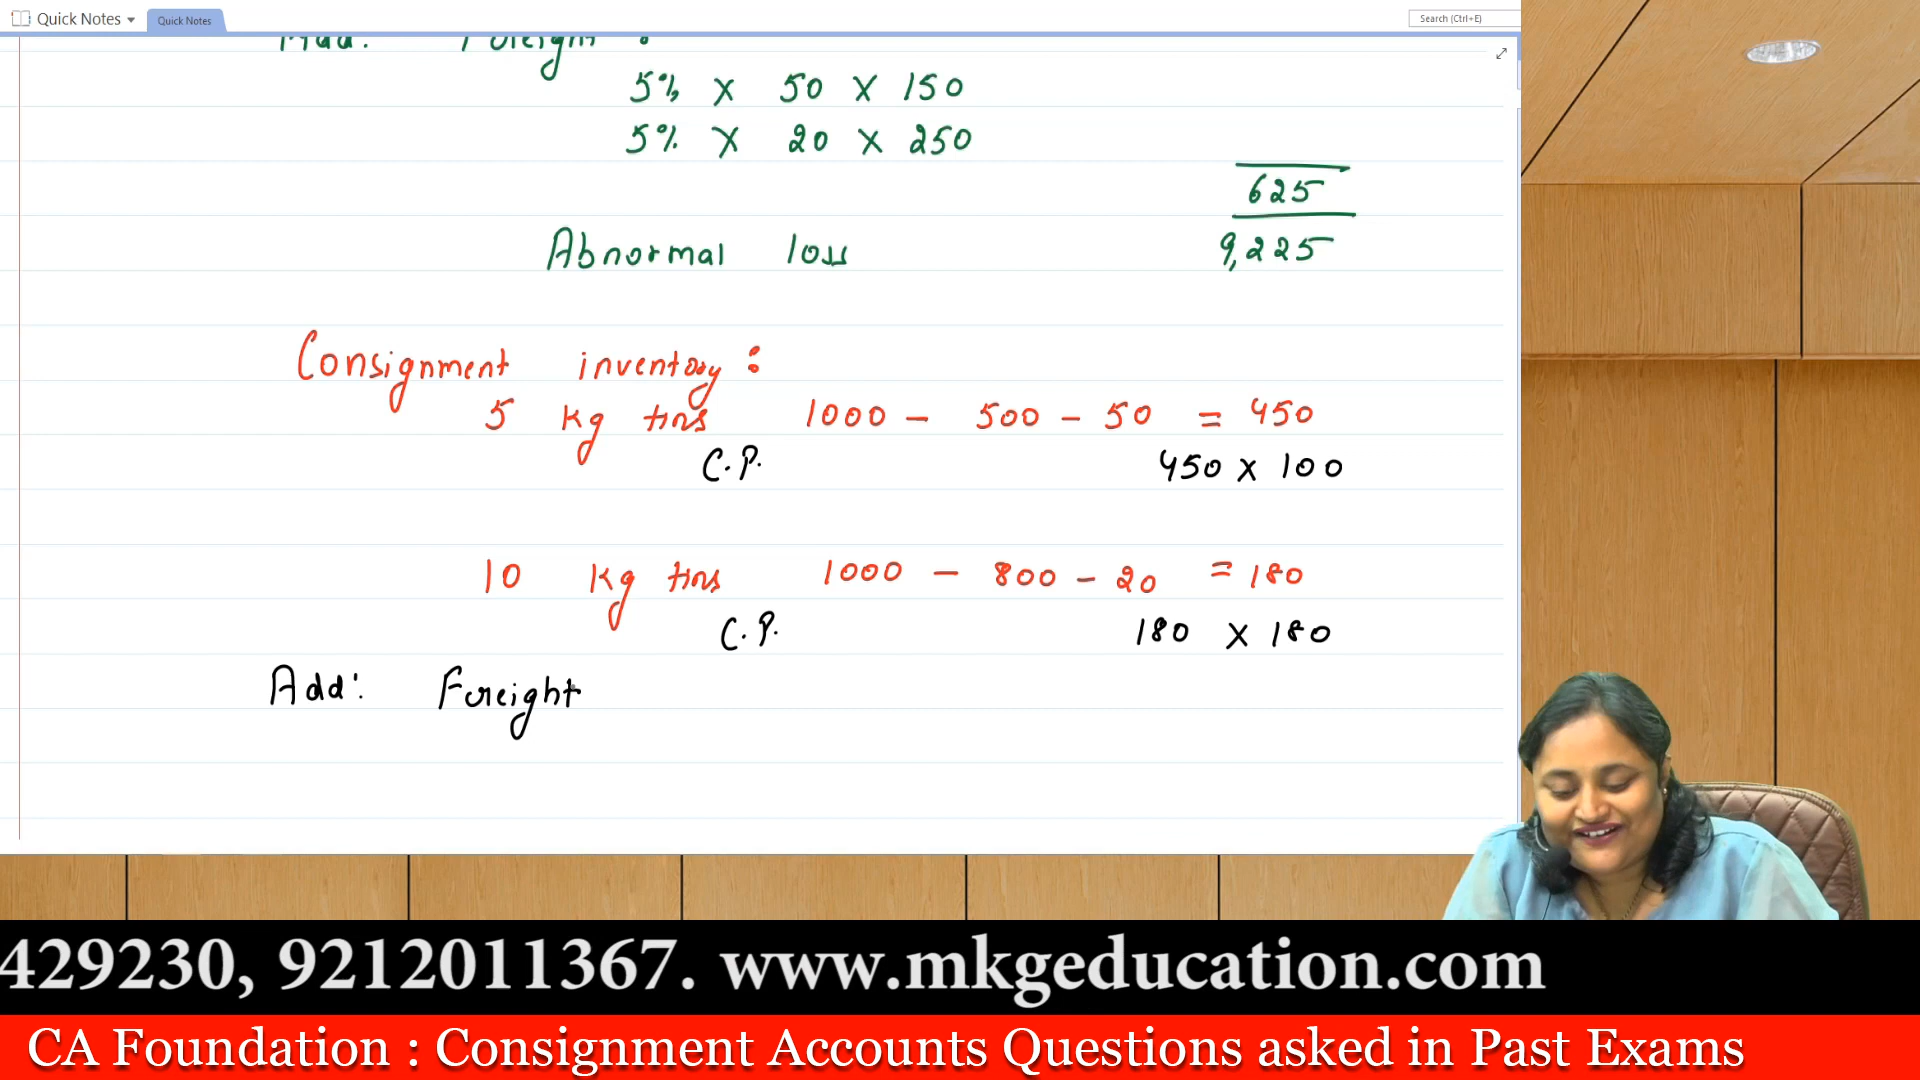 Quick Notes
Quick Notes
Search (Ctrl+E)
Add: Freight :
5% X 50 X 150
5% X 20 X 250
625
Abnormal loss 9,225
Consignment inventory:
5 Kg tins 1000 - 500 - 50 = 450
C.P. 450 X 100
10 Kg tins 1000 - 800 - 20 = 180
C.P. 180 X 180
Add: Freight
429230, 9212011367. www.mkgeducation.com
CA Foundation : Consignment Accounts Questions asked in Past Exams